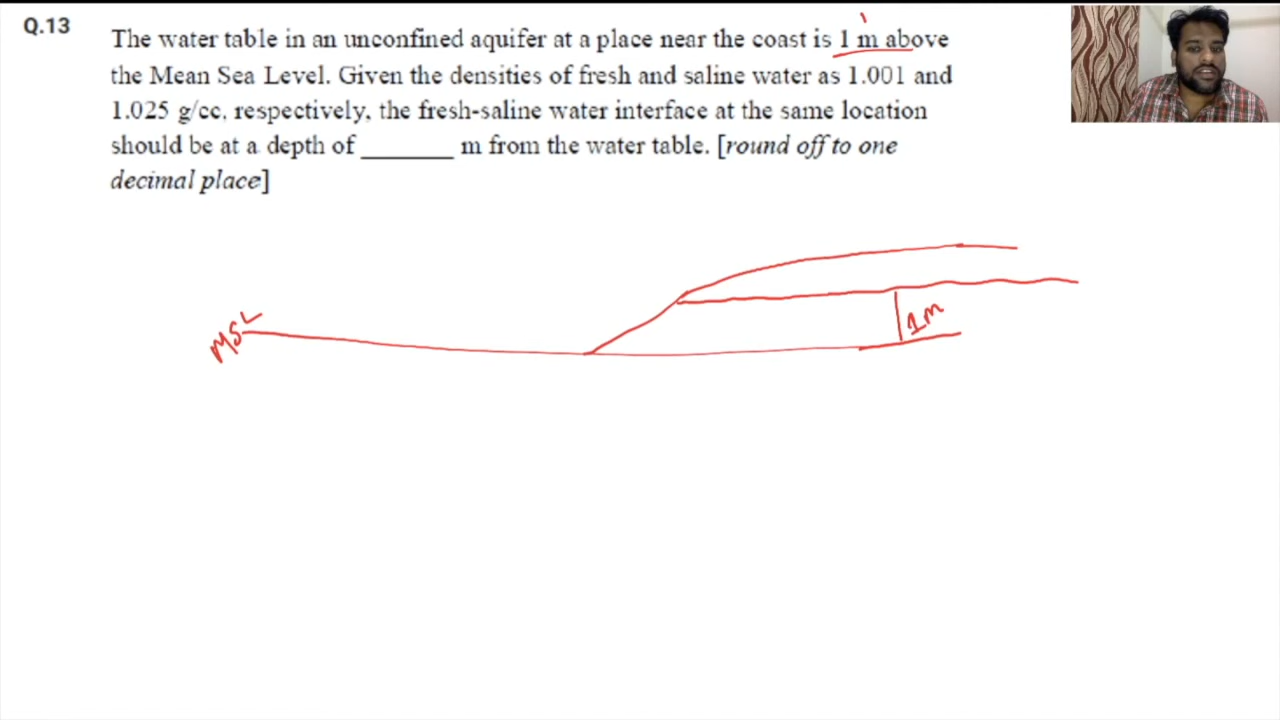 Q.13
The water table in an unconfined aquifer at a place near the coast is 1 m above
the Mean Sea Level. Given the densities of fresh and saline water as 1.001 and
1.025 g/cc, respectively, the fresh-saline water interface at the same location
should be at a depth of _______ m from the water table. [round off to one
decimal place]
MSL
1m